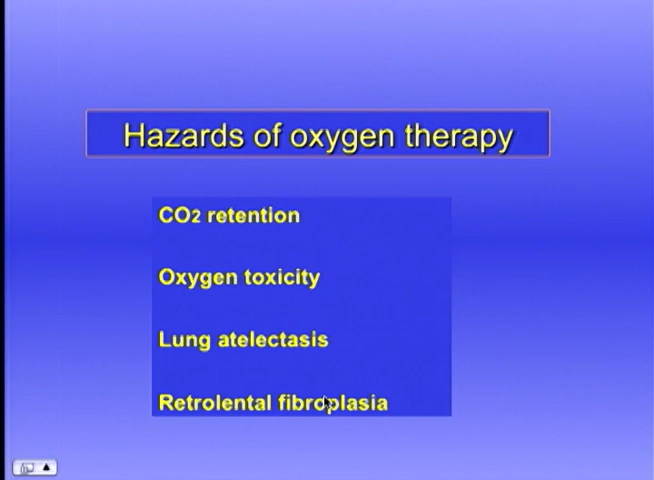 Hazards of oxygen therapy
CO2 retention
Oxygen toxicity
Lung atelectasis
Retrolental fibroplasia